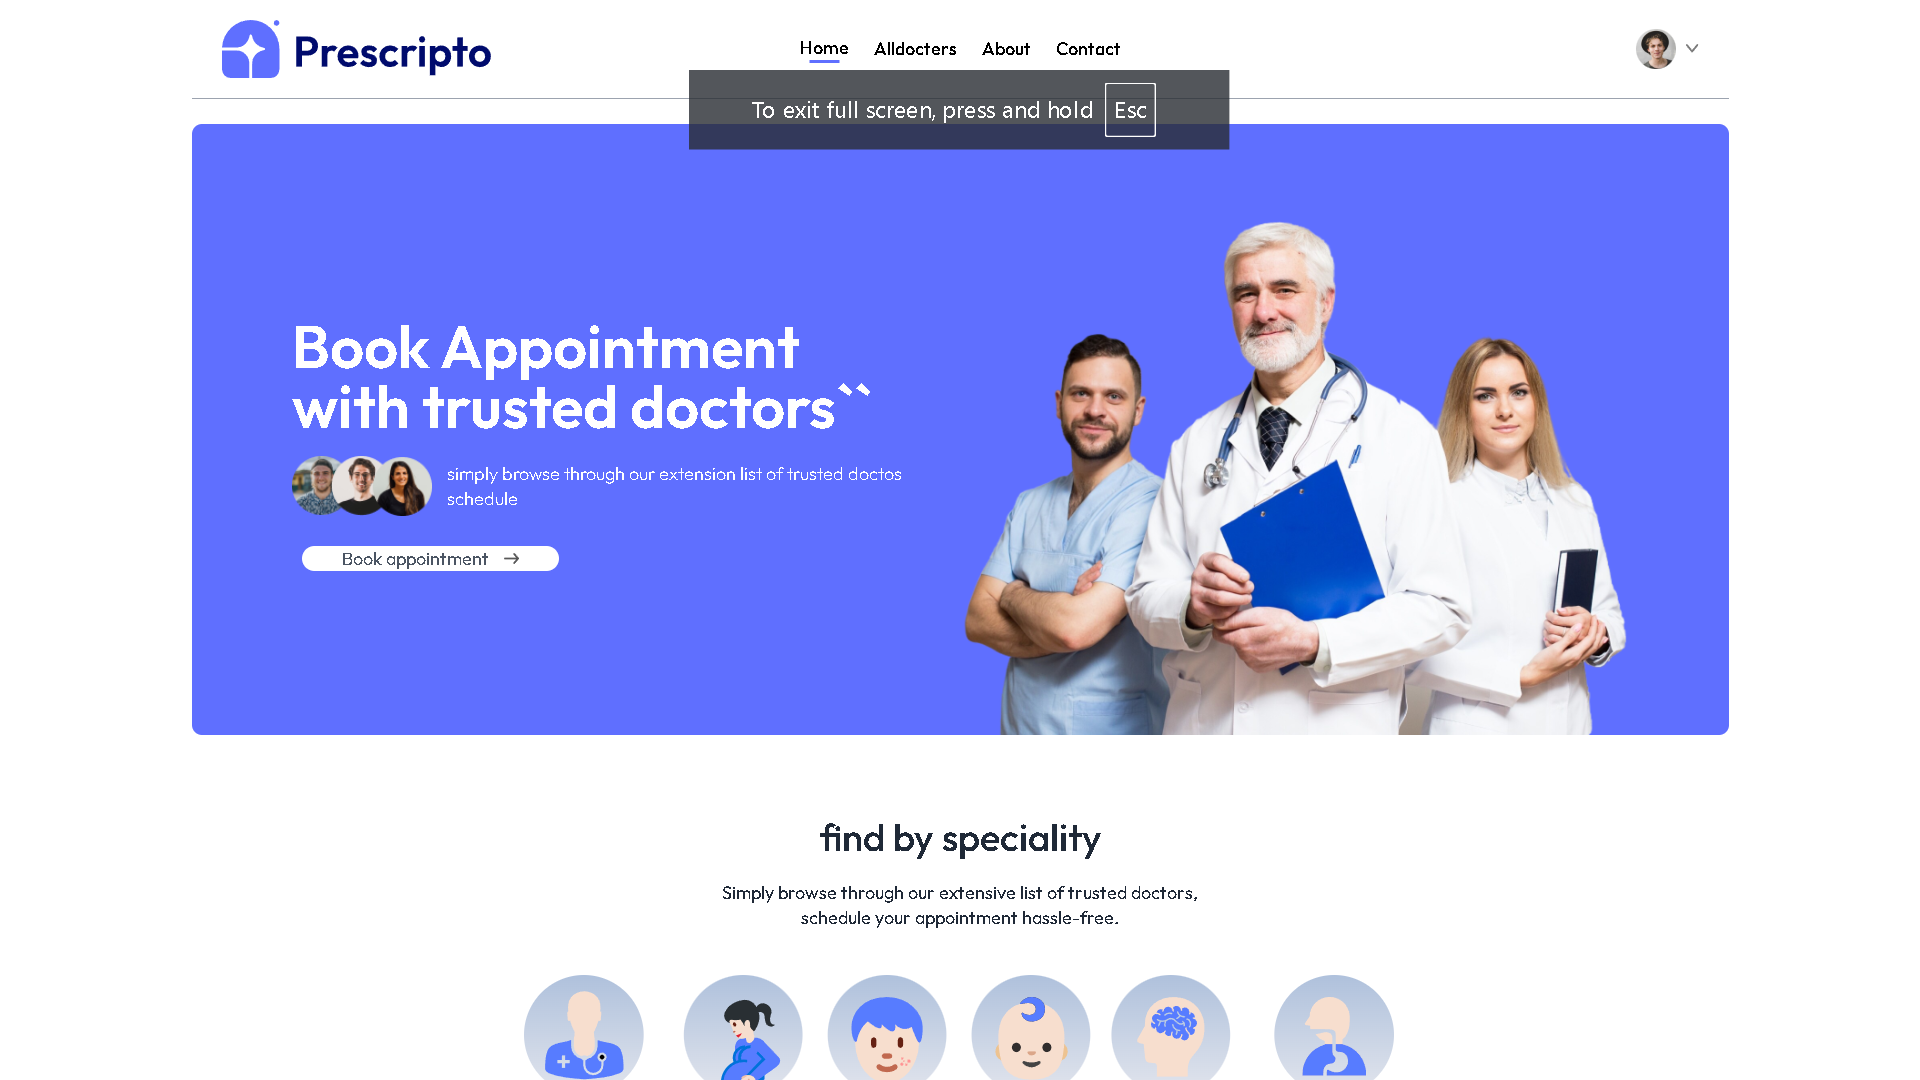 Prescripto
Home Alldocters About Contact
To exit full screen, press and hold Esc
Book Appointment
with trusted doctors``
simply browse through our extension list of trusted doctos
schedule
Book appointment →
find by speciality
Simply browse through our extensive list of trusted doctors,
schedule your appointment hassle-free.